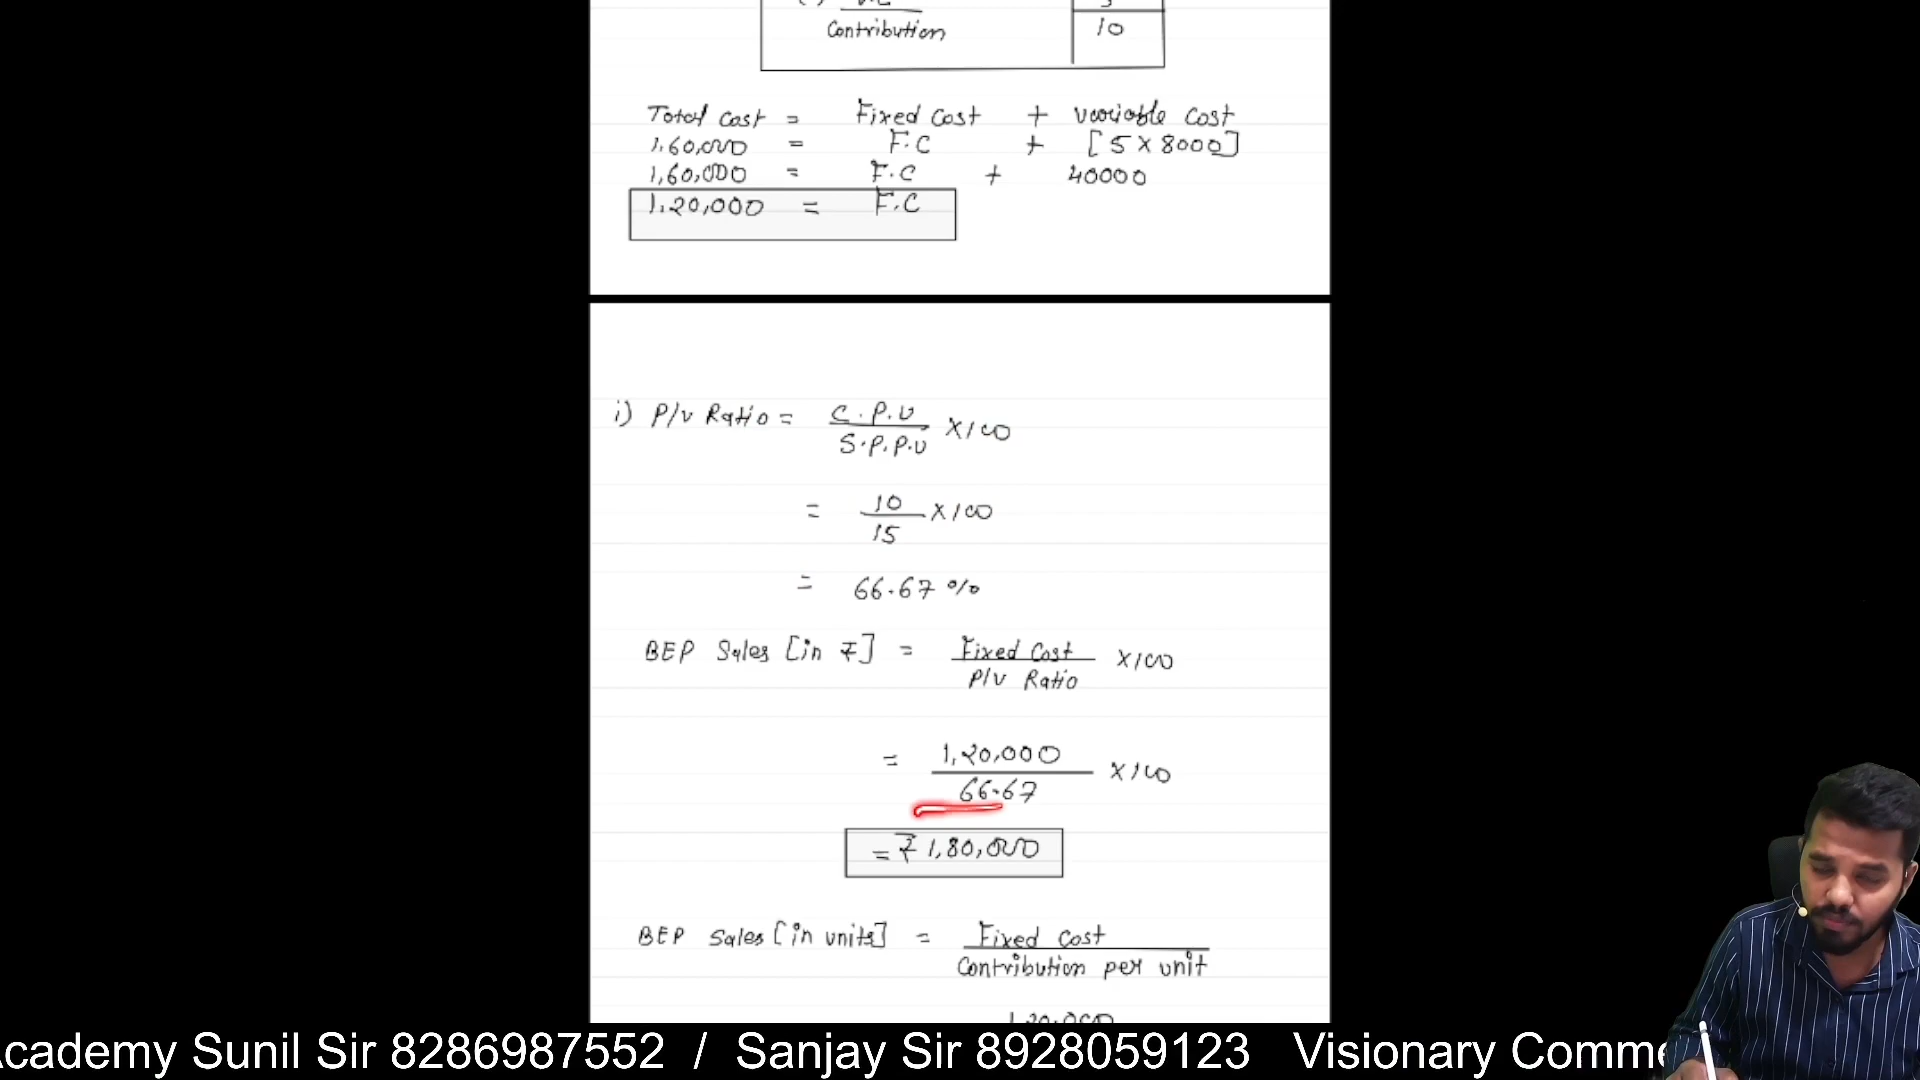 Contribution 10
Total Cost = Fixed Cost + Variable Cost
1,60,000 = F.C + [5 X 8000]
1,60,000 = F.C + 40000
1,20,000 = F.C
i) P/V Ratio = C.P.U / S.P.P.U X100
= 10 / 15 X100
= 66.67 %
BEP Sales [in ₹] = Fixed Cost / P/V Ratio X100
= 1,20,000 / 66.67 X100
= ₹ 1,80,000
BEP Sales [in units] = Fixed Cost / Contribution per unit
1,20,000
cademy Sunil Sir 8286987552 / Sanjay Sir 8928059123 Visionary Comme